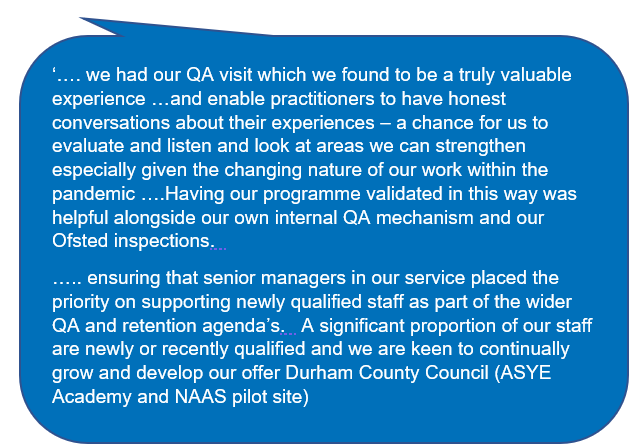 ‘…. we had our QA visit which we found to be a truly valuable
experience …and enable practitioners to have honest
conversations about their experiences – a chance for us to
evaluate and listen and look at areas we can strengthen
especially given the changing nature of our work within the
pandemic ….Having our programme validated in this way was
helpful alongside our own internal QA mechanism and our
Ofsted inspections.
….. ensuring that senior managers in our service placed the
priority on supporting newly qualified staff as part of the wider
QA and retention agenda’s.  A significant proportion of our staff
are newly or recently qualified and we are keen to continually
grow and develop our offer Durham County Council (ASYE
Academy and NAAS pilot site)